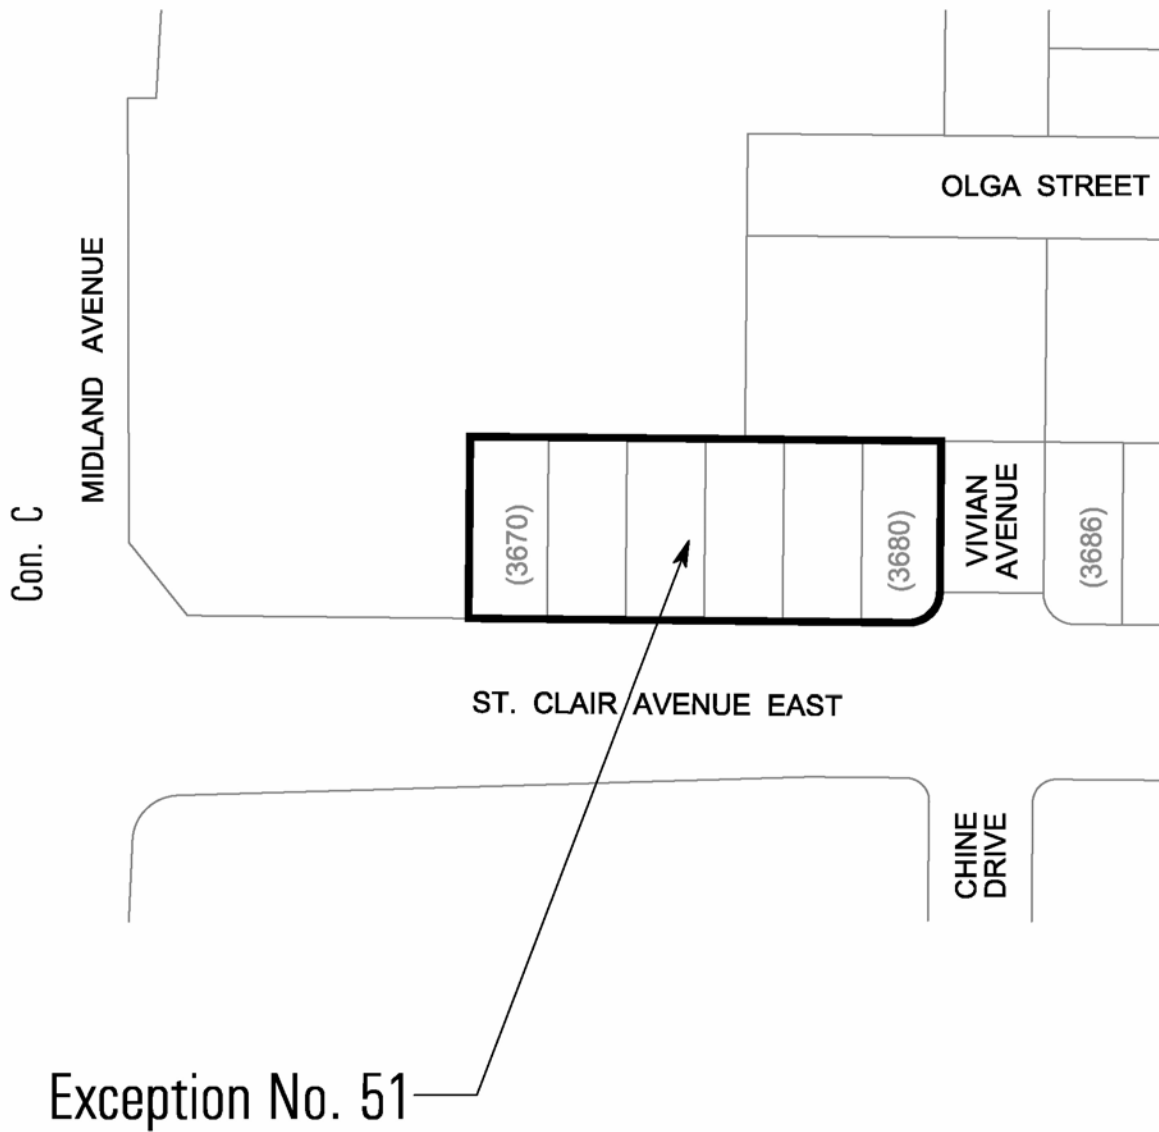 OLGA STREET
MIDLAND AVENUE
Con. C
(3670)
(3680)
VIVIAN
AVENUE
(3686)
ST. CLAIR AVENUE EAST
CHINE
DRIVE
Exception No. 51